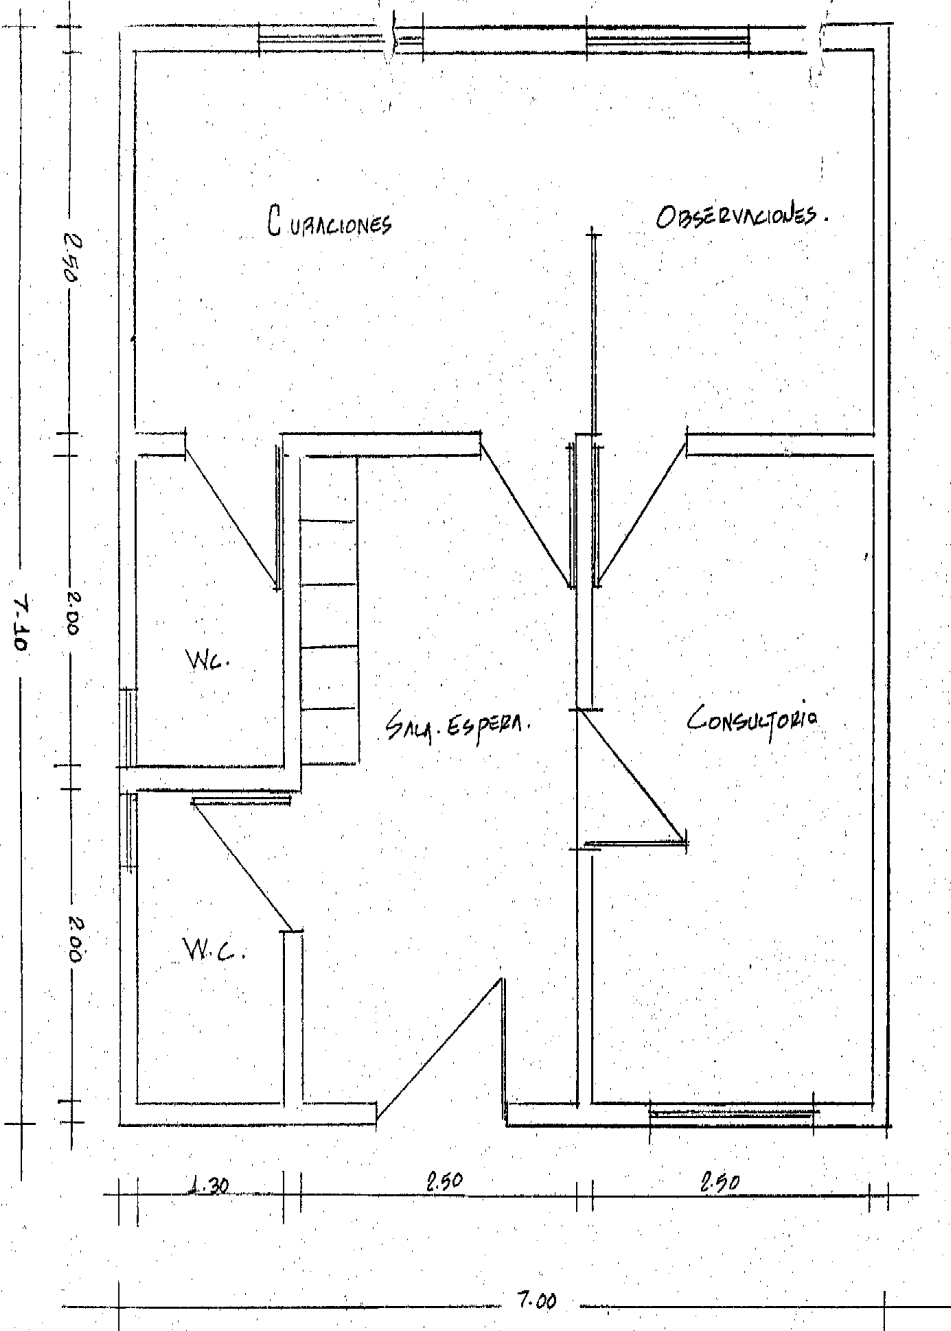 CURACIONES
OBSERVACIONES.
2.50
2.00
7.10
WC.
SALA. ESPERA.
CONSULTORIO
2.00
W.C.
1.30
2.50
2.50
7.00